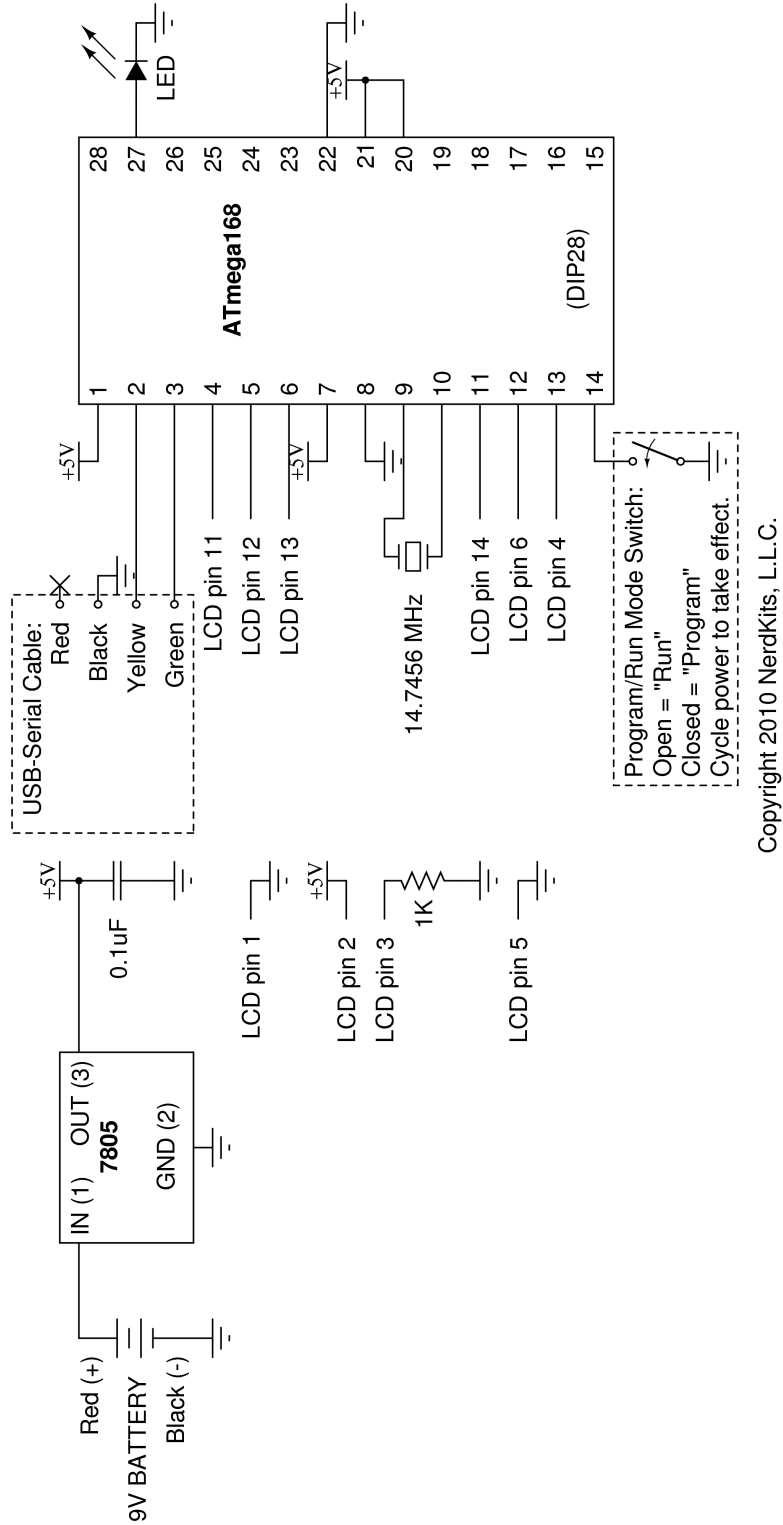 9V BATTERY
Red (+)
Black (-)
IN (1)
OUT (3)
7805
GND (2)
+5V
0.1uF
LCD pin 1
+5V
LCD pin 2
LCD pin 3
1K
LCD pin 5
USB-Serial Cable:
Red
Black
Yellow
Green
LCD pin 11
LCD pin 12
LCD pin 13
14.7456 MHz
LCD pin 14
LCD pin 6
LCD pin 4
+5V
+5V
Program/Run Mode Switch:
Open = "Run"
Closed = "Program"
Cycle power to take effect.
1
2
3
4
5
6
7
8
9
10
11
12
13
14
ATmega168
(DIP28)
28
27
26
25
24
23
22
21
20
19
18
17
16
15
LED
+5V
Copyright 2010 NerdKits, L.L.C.